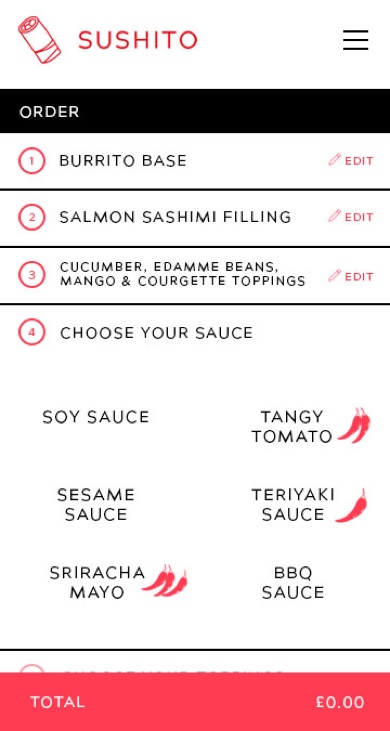 SUSHITO
ORDER
1 BURRITO BASE EDIT
2 SALMON SASHIMI FILLING EDIT
3 CUCUMBER, EDAMME BEANS,
MANGO & COURGETTE TOPPINGS EDIT
4 CHOOSE YOUR SAUCE
SOY SAUCE
TANGY
TOMATO
SESAME
SAUCE
TERIYAKI
SAUCE
SRIRACHA
MAYO
BBQ
SAUCE
TOTAL £0.00